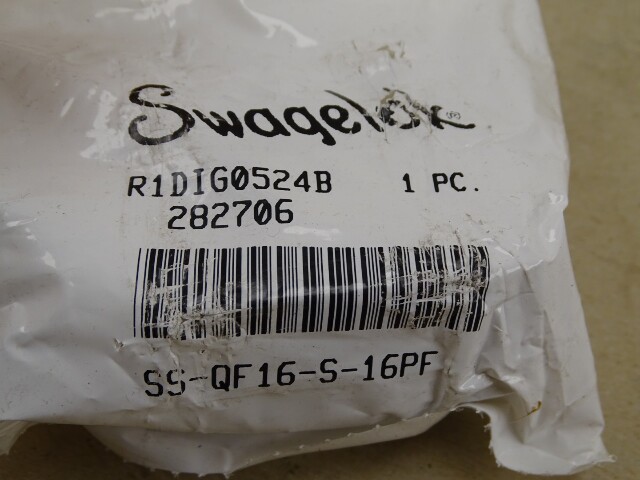 Swagelok®
R1DIG0524B 1 PC.
282706
SS-QF16-S-16PF